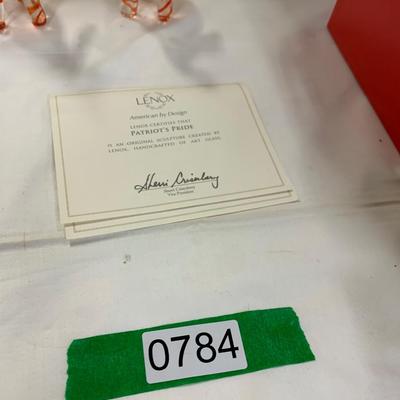 LENOX
American by Design
LENOX CERTIFIES THAT
PATRIOT'S PRIDE
IS AN ORIGINAL SCULPTURE CREATED BY
LENOX, HANDCRAFTED OF ART GLASS.
Vice President
0784